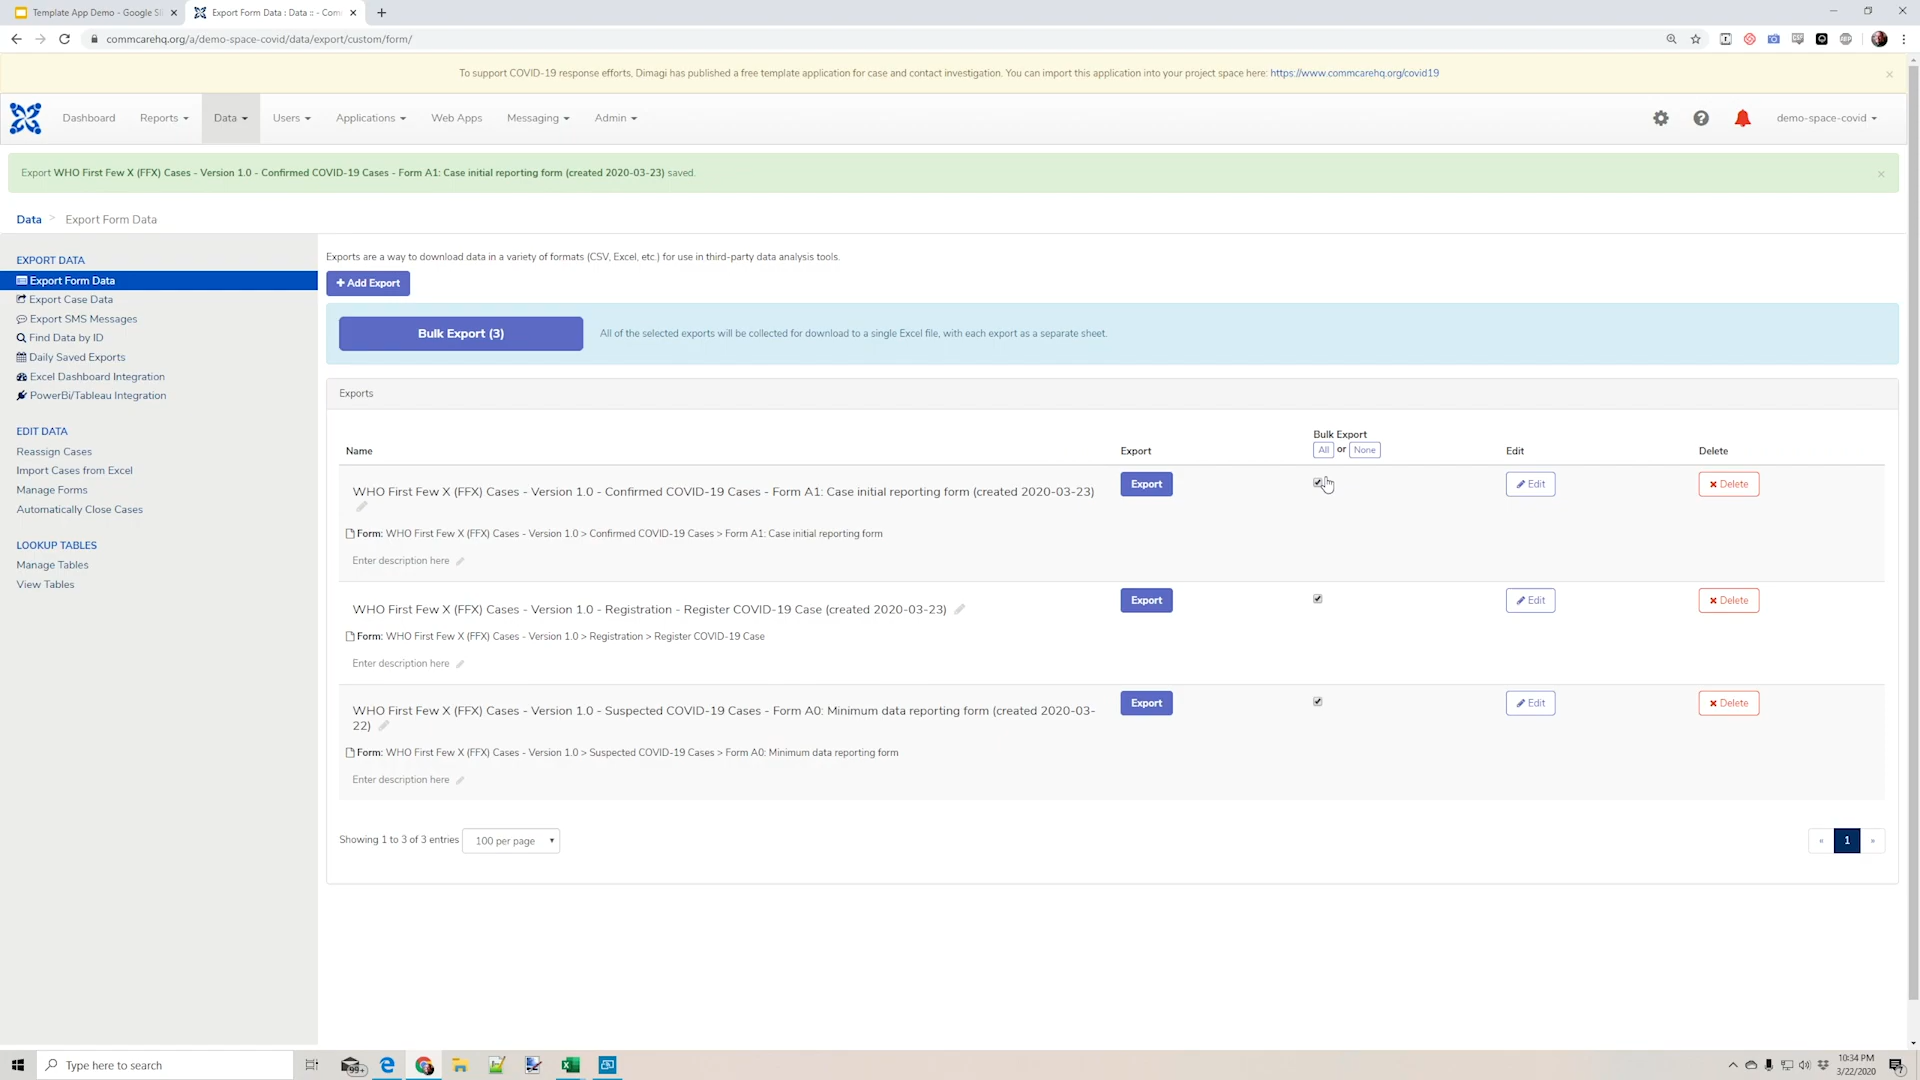 Template App Demo - Google Sli
Export Form Data : Data :: - Com
commcarehq.org/a/demo-space-covid/data/export/custom/form/
To support COVID-19 response efforts, Dimagi has published a free template application for case and contact investigation. You can import this application into your project space here: https://www.commcarehq.org/covid19
Dashboard Reports Data Users Applications Web Apps Messaging Admin demo-space-covid
Export WHO First Few X (FFX) Cases - Version 1.0 - Confirmed COVID-19 Cases - Form A1: Case initial reporting form (created 2020-03-23) saved.
Data > Export Form Data
EXPORT DATA
Export Form Data
Export Case Data
Export SMS Messages
Find Data by ID
Daily Saved Exports
Excel Dashboard Integration
PowerBi/Tableau Integration
EDIT DATA
Reassign Cases
Import Cases from Excel
Manage Forms
Automatically Close Cases
LOOKUP TABLES
Manage Tables
View Tables
Exports are a way to download data in a variety of formats (CSV, Excel, etc.) for use in third-party data analysis tools.
+ Add Export
Bulk Export (3) All of the selected exports will be collected for download to a single Excel file, with each export as a separate sheet.
Exports
Name Export Bulk Export Edit Delete
All or None
WHO First Few X (FFX) Cases - Version 1.0 - Confirmed COVID-19 Cases - Form A1: Case initial reporting form (created 2020-03-23) Export Edit Delete
Form: WHO First Few X (FFX) Cases - Version 1.0 > Confirmed COVID-19 Cases > Form A1: Case initial reporting form
Enter description here
WHO First Few X (FFX) Cases - Version 1.0 - Registration - Register COVID-19 Case (created 2020-03-23) Export Edit Delete
Form: WHO First Few X (FFX) Cases - Version 1.0 > Registration > Register COVID-19 Case
Enter description here
WHO First Few X (FFX) Cases - Version 1.0 - Suspected COVID-19 Cases - Form A0: Minimum data reporting form (created 2020-03-
22) Export Edit Delete
Form: WHO First Few X (FFX) Cases - Version 1.0 > Suspected COVID-19 Cases > Form A0: Minimum data reporting form
Enter description here
Showing 1 to 3 of 3 entries 100 per page « 1 »
Type here to search
99+
10:34 PM
3/22/2020